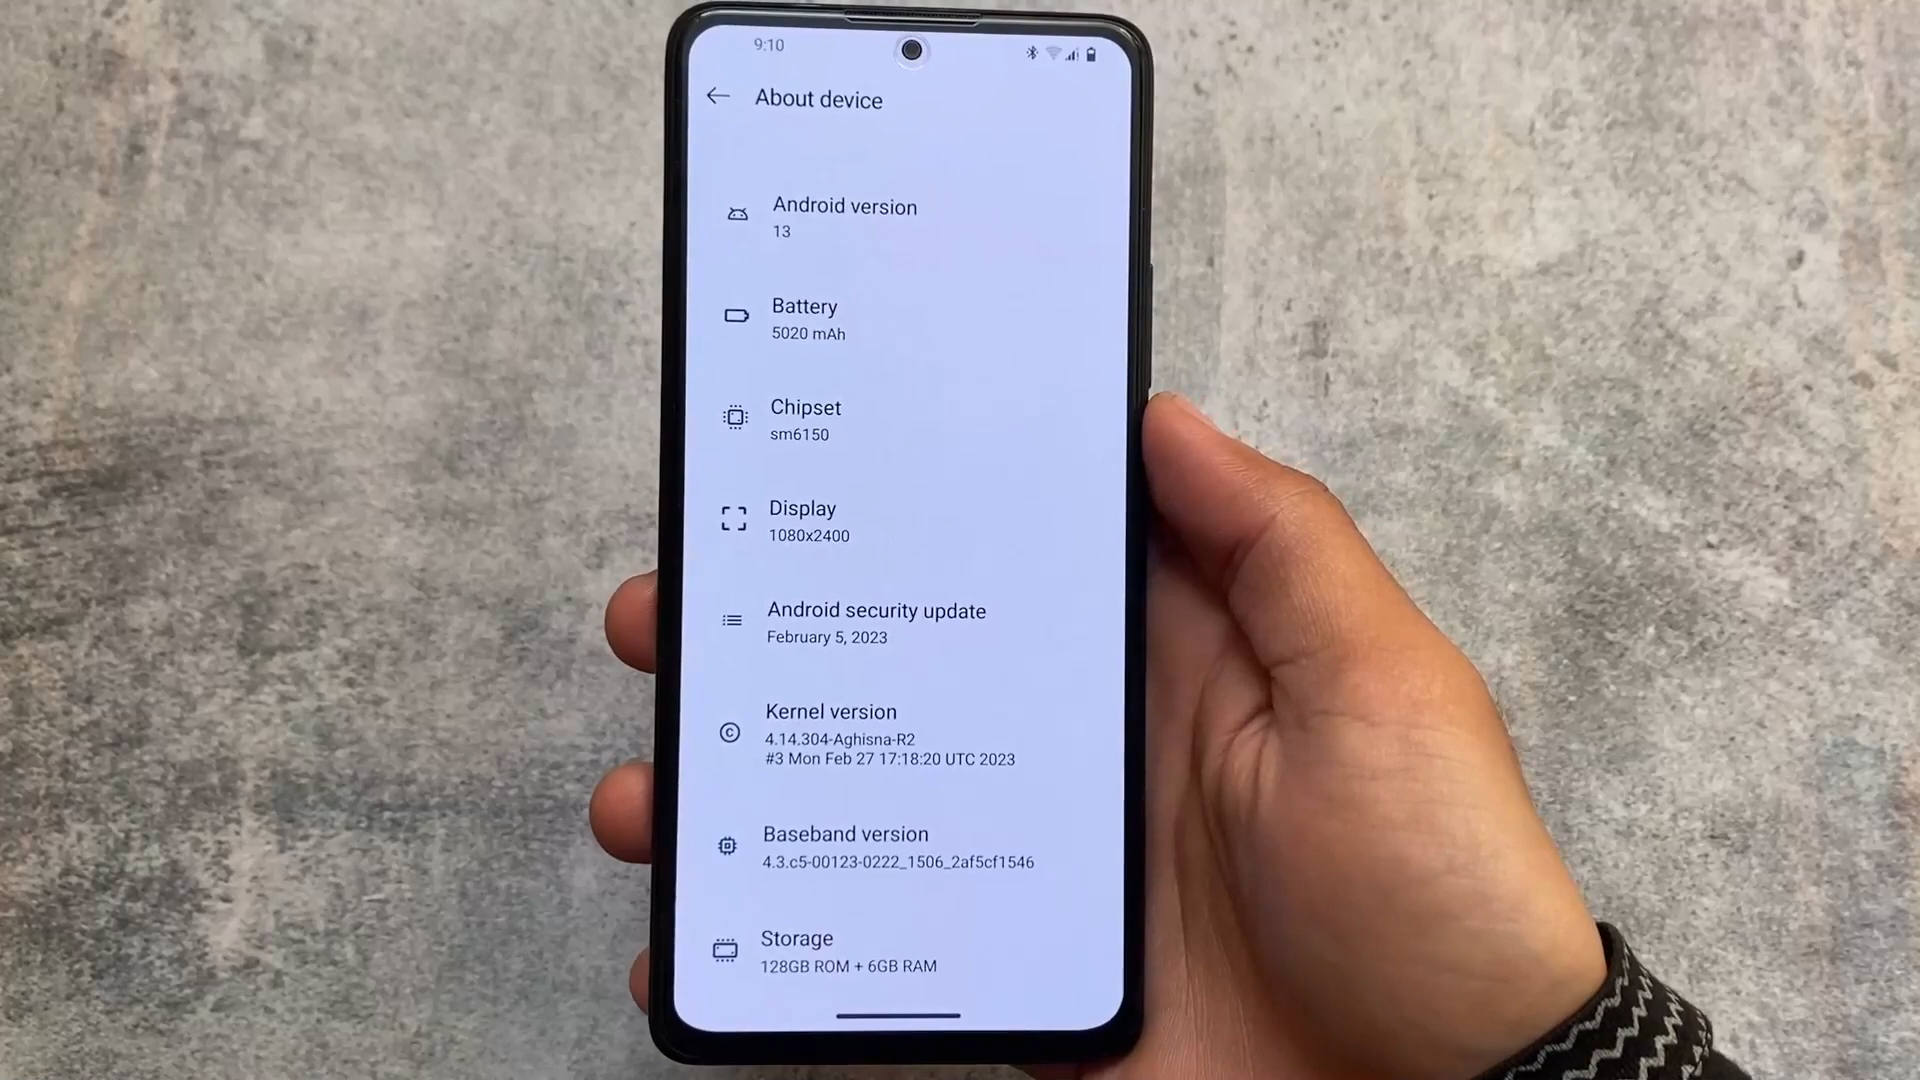 9:10
About device
Android version
13
Battery
5020 mAh
Chipset
sm6150
Display
1080x2400
Android security update
February 5, 2023
Kernel version
4.14.304-Aghisna-R2
#3 Mon Feb 27 17:18:20 UTC 2023
Baseband version
4.3.c5-00123-0222_1506_2af5cf1546
Storage
128GB ROM + 6GB RAM